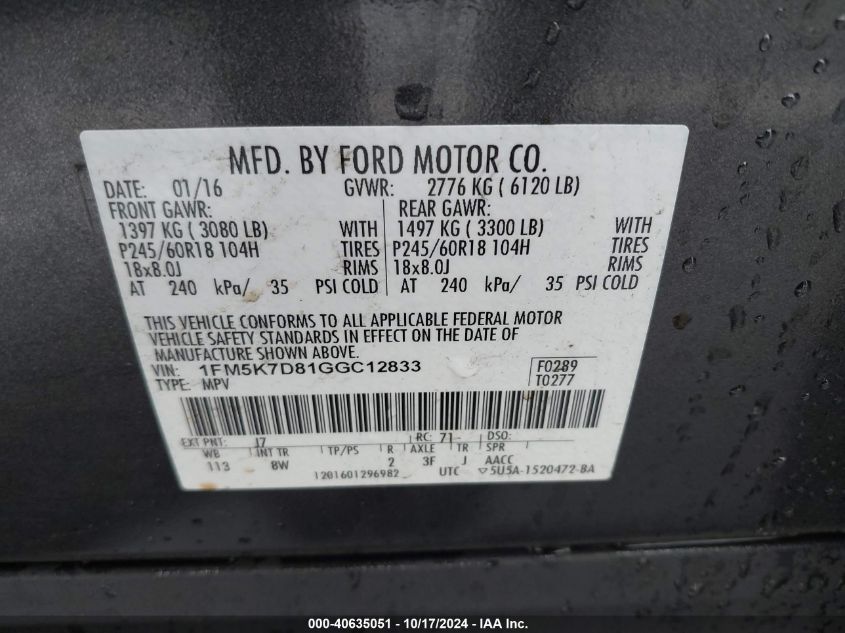 MFD. BY FORD MOTOR CO.
DATE: 01/16 GVWR: 2776 KG ( 6120 LB)
FRONT GAWR: REAR GAWR:
1397 KG ( 3080 LB) WITH 1497 KG ( 3300 LB) WITH
P245/60R18 104H TIRES P245/60R18 104H TIRES
18x8.0J RIMS 18x8.0J RIMS
AT 240 kPa/ 35 PSI COLD AT 240 kPa/ 35 PSI COLD
THIS VEHICLE CONFORMS TO ALL APPLICABLE FEDERAL MOTOR
VEHICLE SAFETY STANDARDS IN EFFECT ON THE DATE OF
MANUFACTURE SHOWN ABOVE.
VIN: 1FM5K7D81GGC12833 F0289
TYPE: MPV T0277
EXT PNT: J7 RC: 71 DSO:
WB INT TR TP/PS R AXLE TR SPR
113 8W 2 3F J AACC
1201601296982 UTC ▽5U5A-1520472-BA
000-40635051 - 10/17/2024 - IAA Inc.